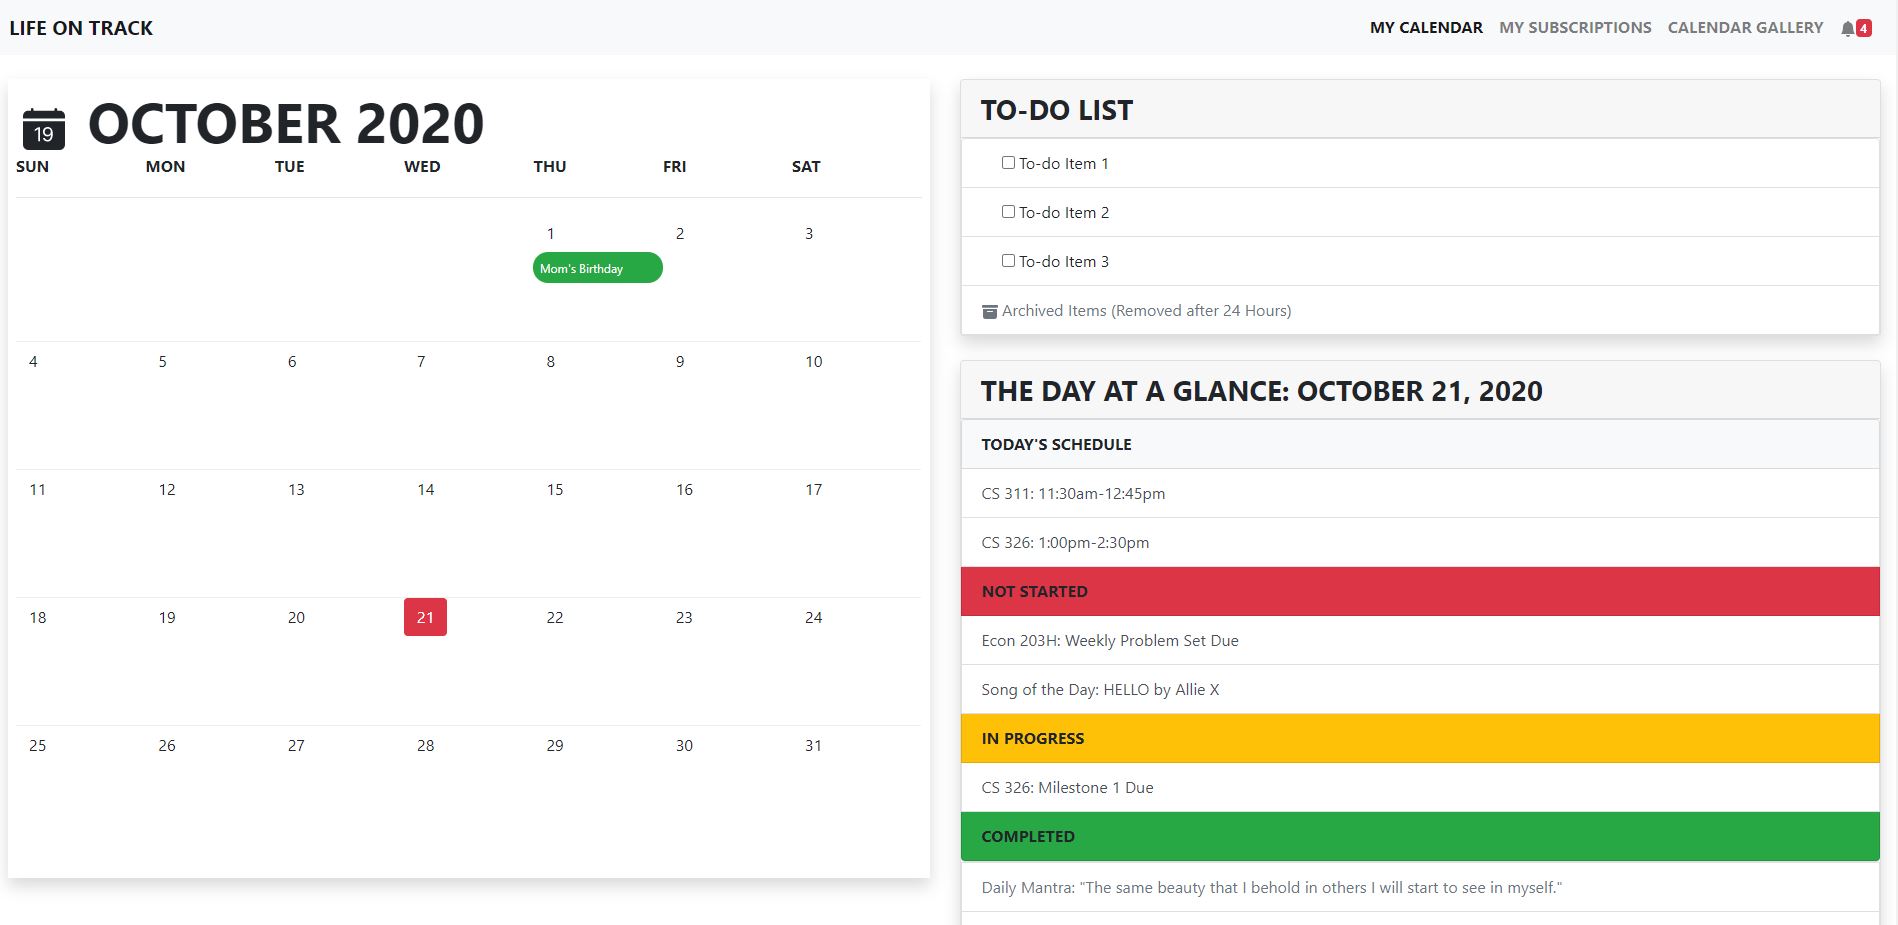 LIFE ON TRACK
MY CALENDAR MY SUBSCRIPTIONS CALENDAR GALLERY 4
19 OCTOBER 2020
SUN MON TUE WED THU FRI SAT
1 2 3
Mom's Birthday
4 5 6 7 8 9 10
11 12 13 14 15 16 17
18 19 20 21 22 23 24
25 26 27 28 29 30 31
TO-DO LIST
To-do Item 1
To-do Item 2
To-do Item 3
Archived Items (Removed after 24 Hours)
THE DAY AT A GLANCE: OCTOBER 21, 2020
TODAY'S SCHEDULE
CS 311: 11:30am-12:45pm
CS 326: 1:00pm-2:30pm
NOT STARTED
Econ 203H: Weekly Problem Set Due
Song of the Day: HELLO by Allie X
IN PROGRESS
CS 326: Milestone 1 Due
COMPLETED
Daily Mantra: "The same beauty that I behold in others I will start to see in myself."